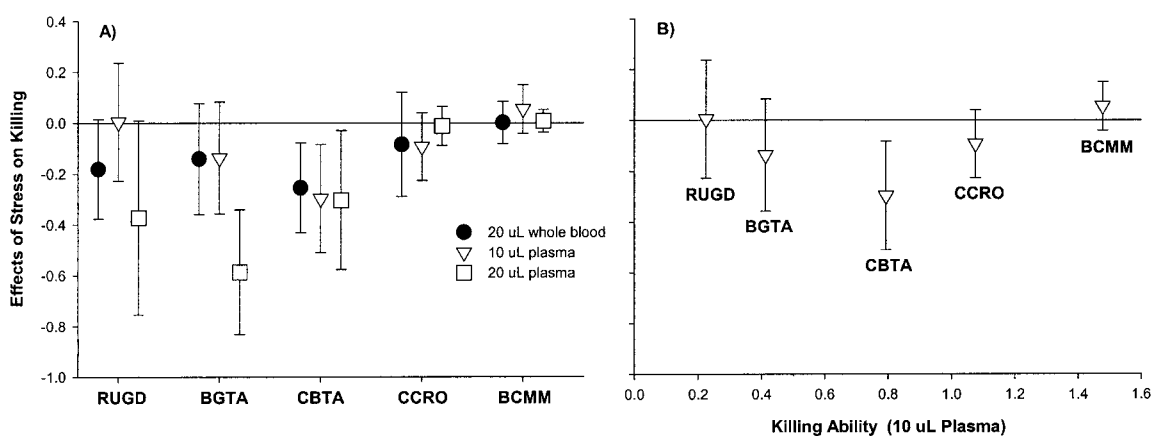 A)
Effects of Stress on Killing
0.4
0.2
0.0
-0.2
-0.4
-0.6
-0.8
-1.0
20 uL whole blood
10 uL plasma
20 uL plasma
RUGD BGTA CBTA CCRO BCMM
B)
BCMM
RUGD
CCRO
BGTA
CBTA
0.0 0.2 0.4 0.6 0.8 1.0 1.2 1.4 1.6
Killing Ability (10 uL Plasma)